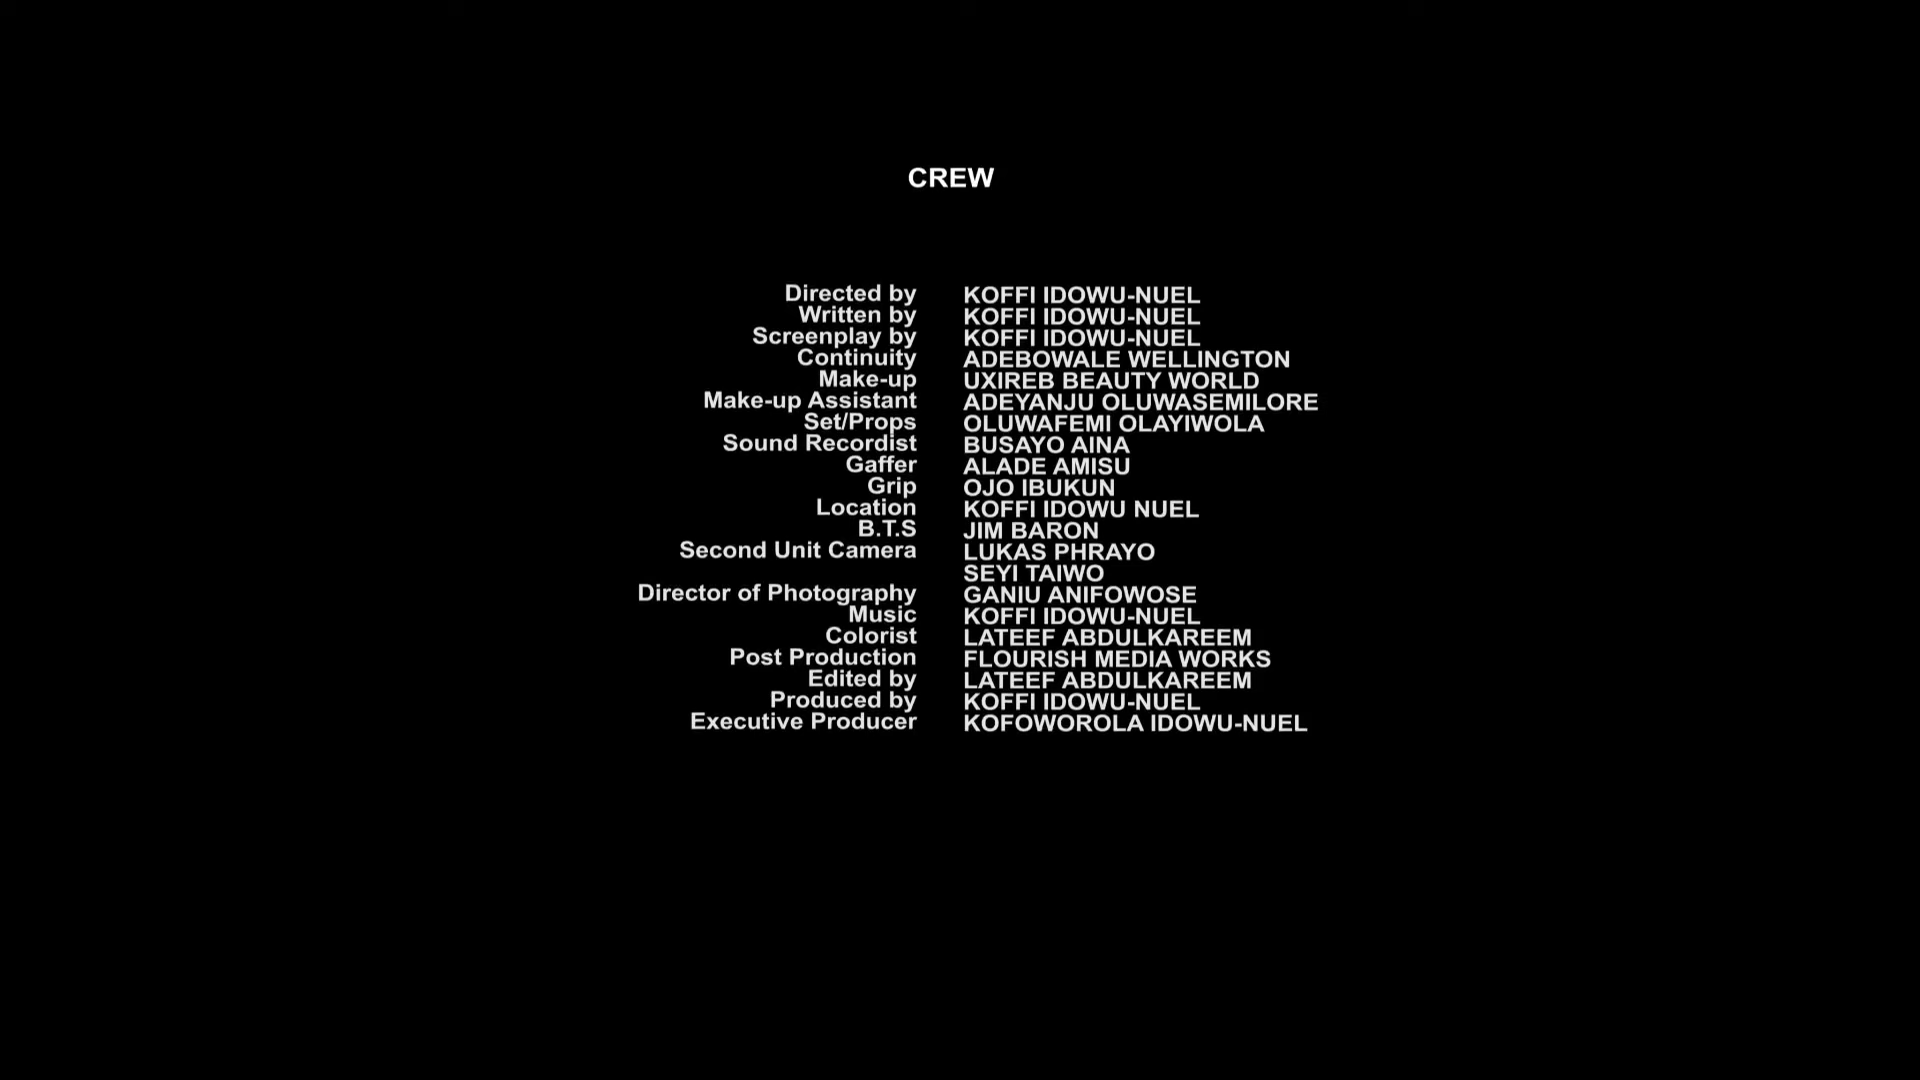 CREW
Directed by KOFFI IDOWU-NUEL
Written by KOFFI IDOWU-NUEL
Screenplay by KOFFI IDOWU-NUEL
Continuity ADEBOWALE WELLINGTON
Make-up UXIREB BEAUTY WORLD
Make-up Assistant ADEYANJU OLUWASEMILORE
Set/Props OLUWAFEMI OLAYIWOLA
Sound Recordist BUSAYO AINA
Gaffer ALADE AMISU
Grip OJO IBUKUN
Location KOFFI IDOWU NUEL
B.T.S JIM BARON
Second Unit Camera LUKAS PHRAYO
SEYI TAIWO
Director of Photography GANIU ANIFOWOSE
Music KOFFI IDOWU-NUEL
Colorist LATEEF ABDULKAREEM
Post Production FLOURISH MEDIA WORKS
Edited by LATEEF ABDULKAREEM
Produced by KOFFI IDOWU-NUEL
Executive Producer KOFOWOROLA IDOWU-NUEL